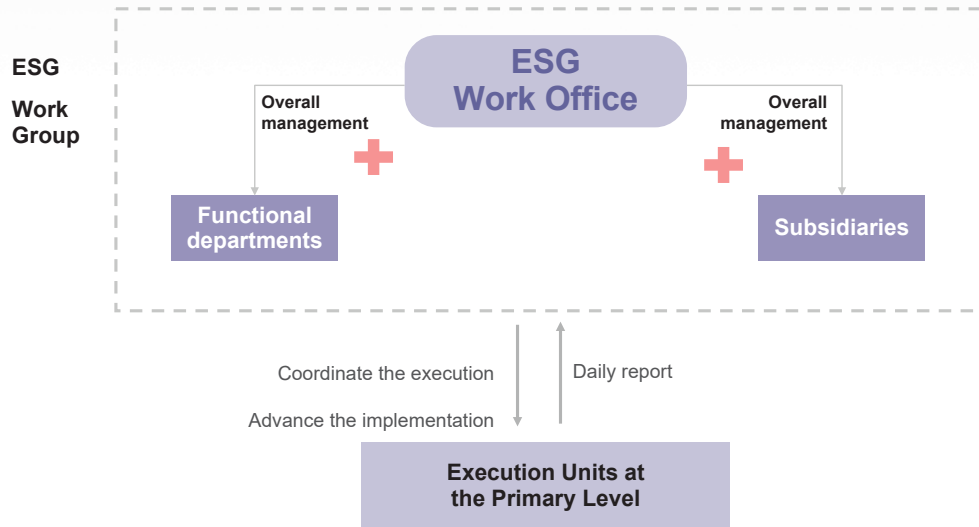 ESG
Work
Group
ESG
Work Office
Overall
management
Overall
management
Functional
departments
Subsidiaries
Coordinate the execution
Advance the implementation
Daily report
Execution Units at
the Primary Level